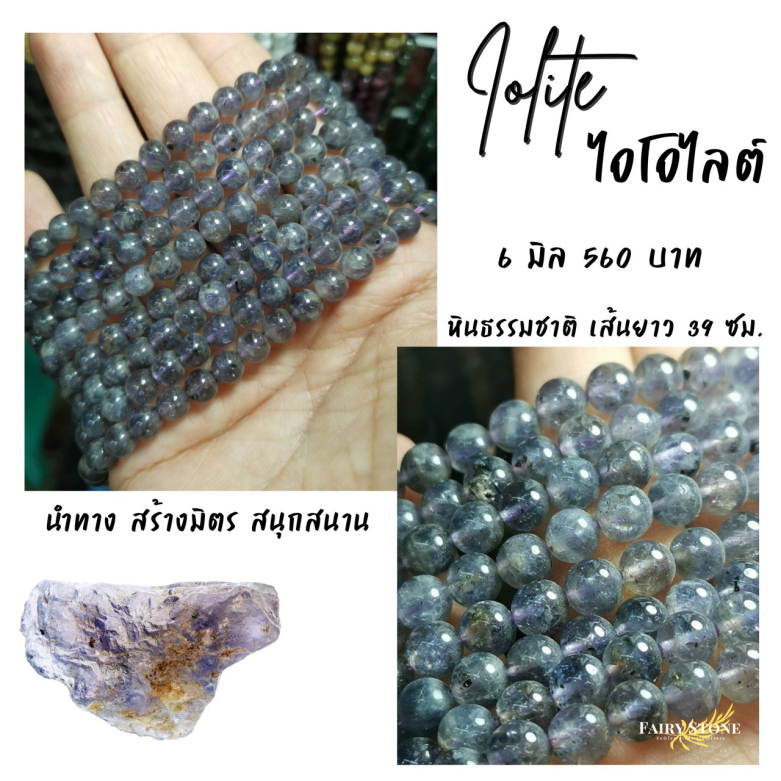 Iolite
ไอโอไลต์
6 มิล 560 บาท
หินธรรมชาติ เส้นยาว 39 ซม.
นำทาง สร้างมิตร สนุกสนาน
FAIRY STONE